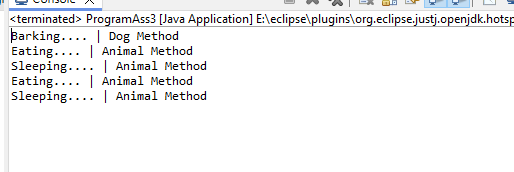 Console
<terminated> ProgramAss3 [Java Application] E:\eclipse\plugins\org.eclipse.justj.openjdk.hotsp
Barking.... | Dog Method
Eating.... | Animal Method
Sleeping.... | Animal Method
Eating.... | Animal Method
Sleeping.... | Animal Method